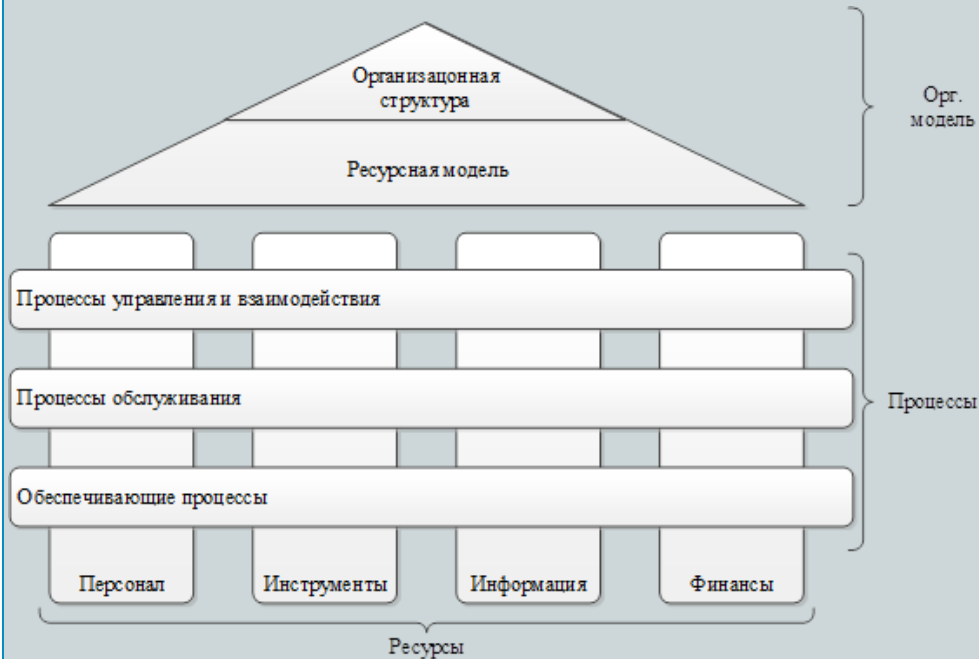 Организацонная
структура
Орг.
модель
Ресурсная модель
Процессы управления и взаимодействия
Процессы обслуживания
Процессы
Обеспечивающие процессы
Персонал
Инструменты
Информация
Финансы
Ресурсы